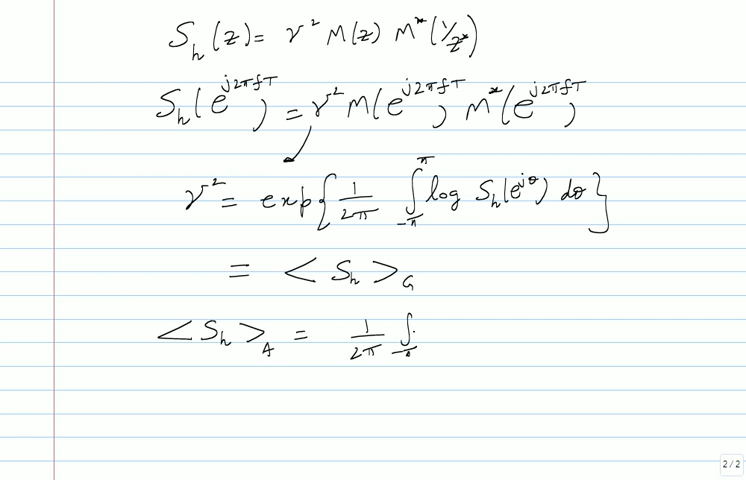 S_h(z) = γ² M(z) M*(1/z*)
S_h(e^{j2πfT}) = γ² M(e^{j2πfT}) M*(e^{j2πfT})
γ² = exp{ 1/2π ∫_{-π}^{π} log S_h(e^{jθ}) dθ }
= < S_h >_G
< S_h >_A = 1/2π ∫_{-π}
2 / 2